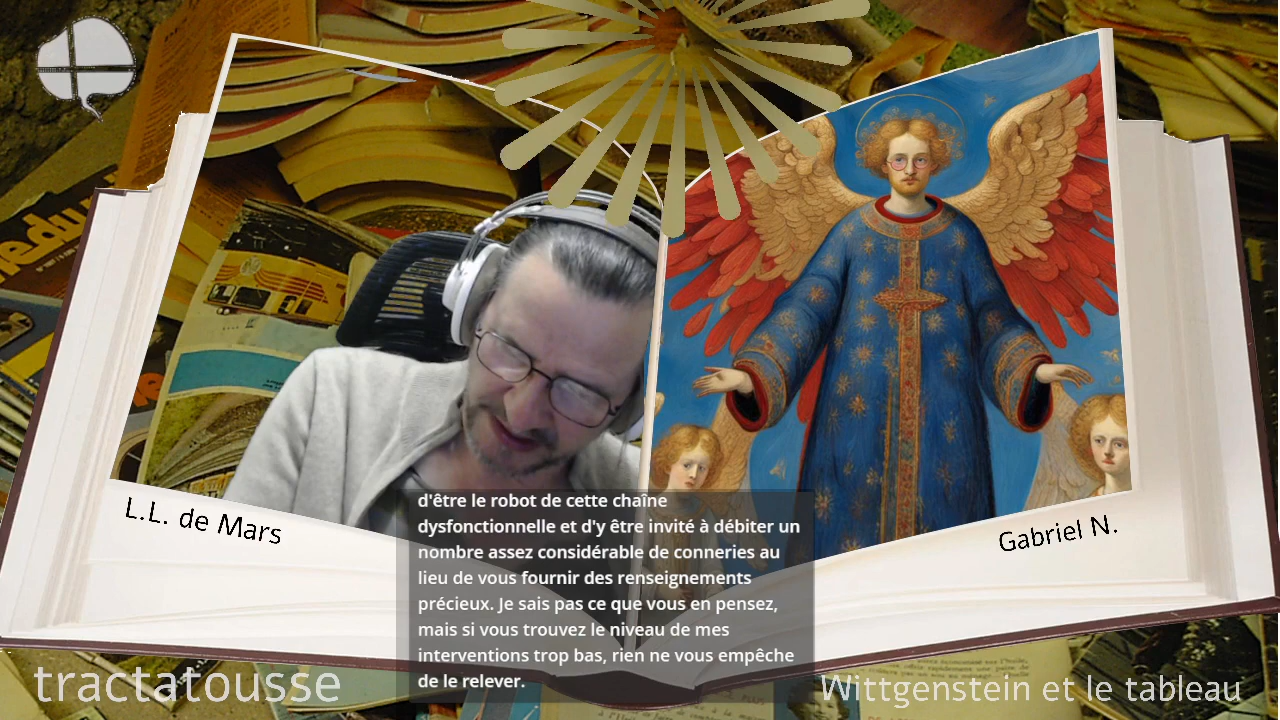 L.L. de Mars
Gabriel N.
d'être le robot de cette chaîne
dysfonctionnelle et d'y être invité à débiter un
nombre assez considérable de conneries au
lieu de vous fournir des renseignements
précieux. Je sais pas ce que vous en pensez,
mais si vous trouvez le niveau de mes
interventions trop bas, rien ne vous empêche
de le relever.
tractatousse
Wittgenstein et le tableau